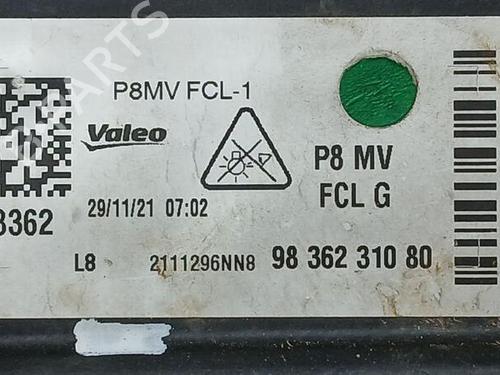 P8MV FCL-1
Valeo
P8 MV
FCL G
3362
29/11/21 07:02
L8
2111296NN8
98 362 310 80
PARTS